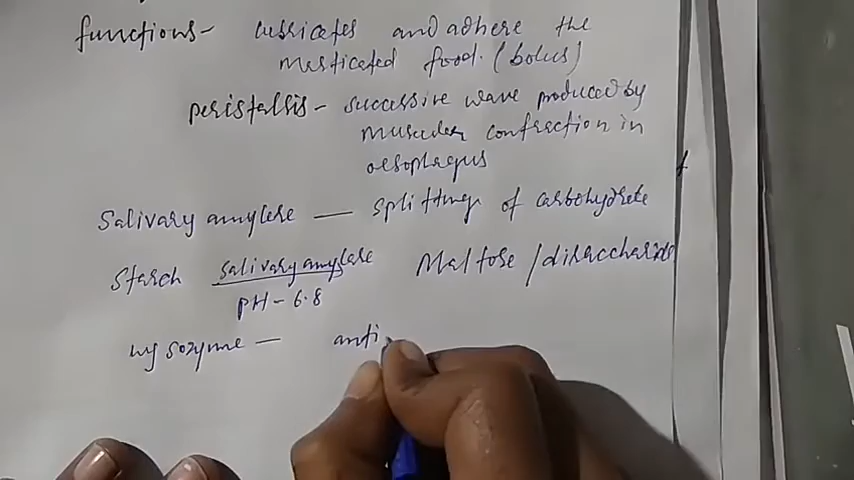 functions- lubricates and adhere the
masticated food. (bolus)
peristalsis - successive wave produced by
muscular contraction in
oesophagus
Salivary amylase — splitting of carbohydrate
Starch salivary amylase Maltose / disaccharide
pH - 6.8
lysozyme — anti